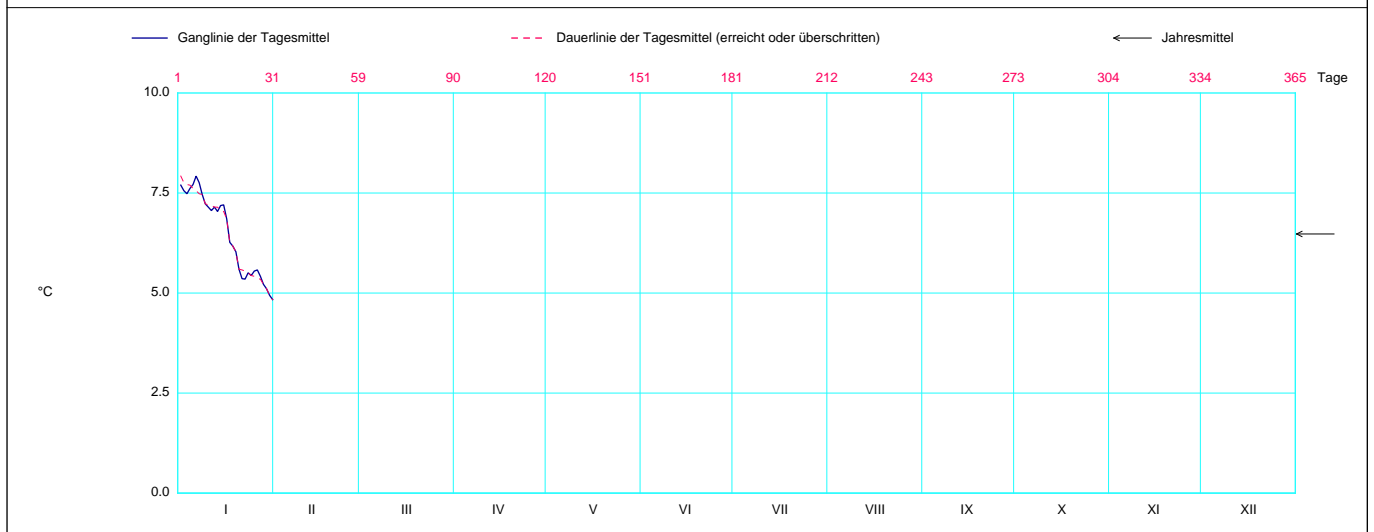 Ganglinie der Tagesmittel Dauerlinie der Tagesmittel (erreicht oder überschritten) Jahresmittel
1 31 59 90 120 151 181 212 243 273 304 334 365 Tage
10.0
7.5
5.0
°C
2.5
0.0
I II III IV V VI VII VIII IX X XI XII